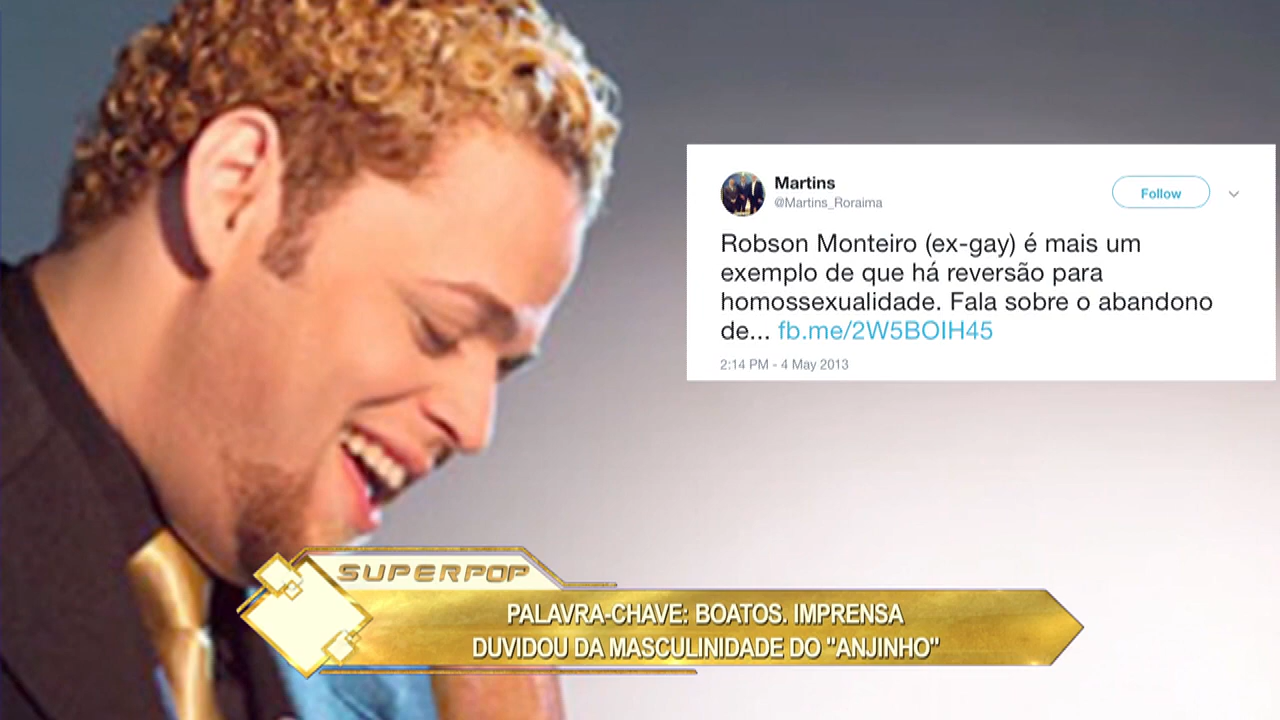 Martins
@Martins_Roraima
Follow
Robson Monteiro (ex-gay) é mais um
exemplo de que há reversão para
homossexualidade. Fala sobre o abandono
de... fb.me/2W5BOIH45
2:14 PM - 4 May 2013
SUPERPOP
PALAVRA-CHAVE: BOATOS. IMPRENSA
DUVIDOU DA MASCULINIDADE DO "ANJINHO"